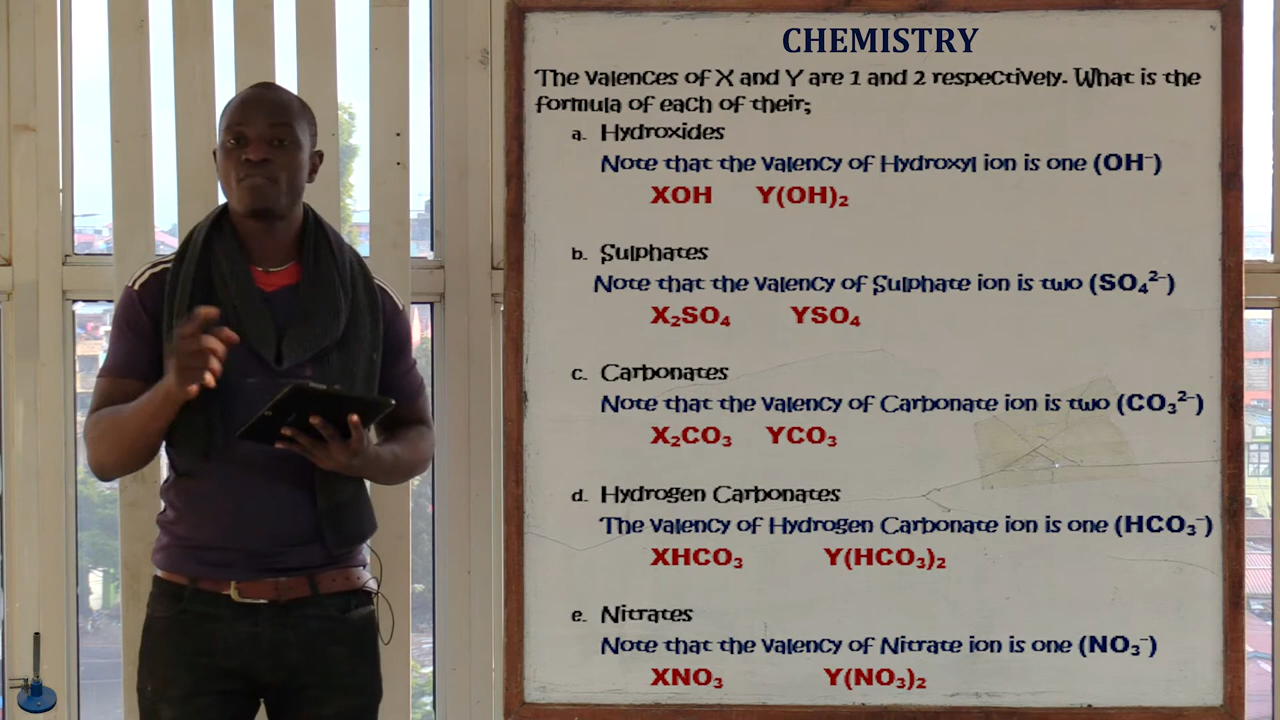 CHEMISTRY
The valences of X and Y are 1 and 2 respectively. What is the
formula of each of their;
a. Hydroxides
Note that the valency of Hydroxyl ion is one (OH⁻)
XOH Y(OH)₂
b. Sulphates
Note that the valency of Sulphate ion is two (SO₄²⁻)
X₂SO₄ YSO₄
c. Carbonates
Note that the valency of Carbonate ion is two (CO₃²⁻)
X₂CO₃ YCO₃
d. Hydrogen Carbonates
The valency of Hydrogen Carbonate ion is one (HCO₃⁻)
XHCO₃ Y(HCO₃)₂
e. Nitrates
Note that the valency of Nitrate ion is one (NO₃⁻)
XNO₃ Y(NO₃)₂